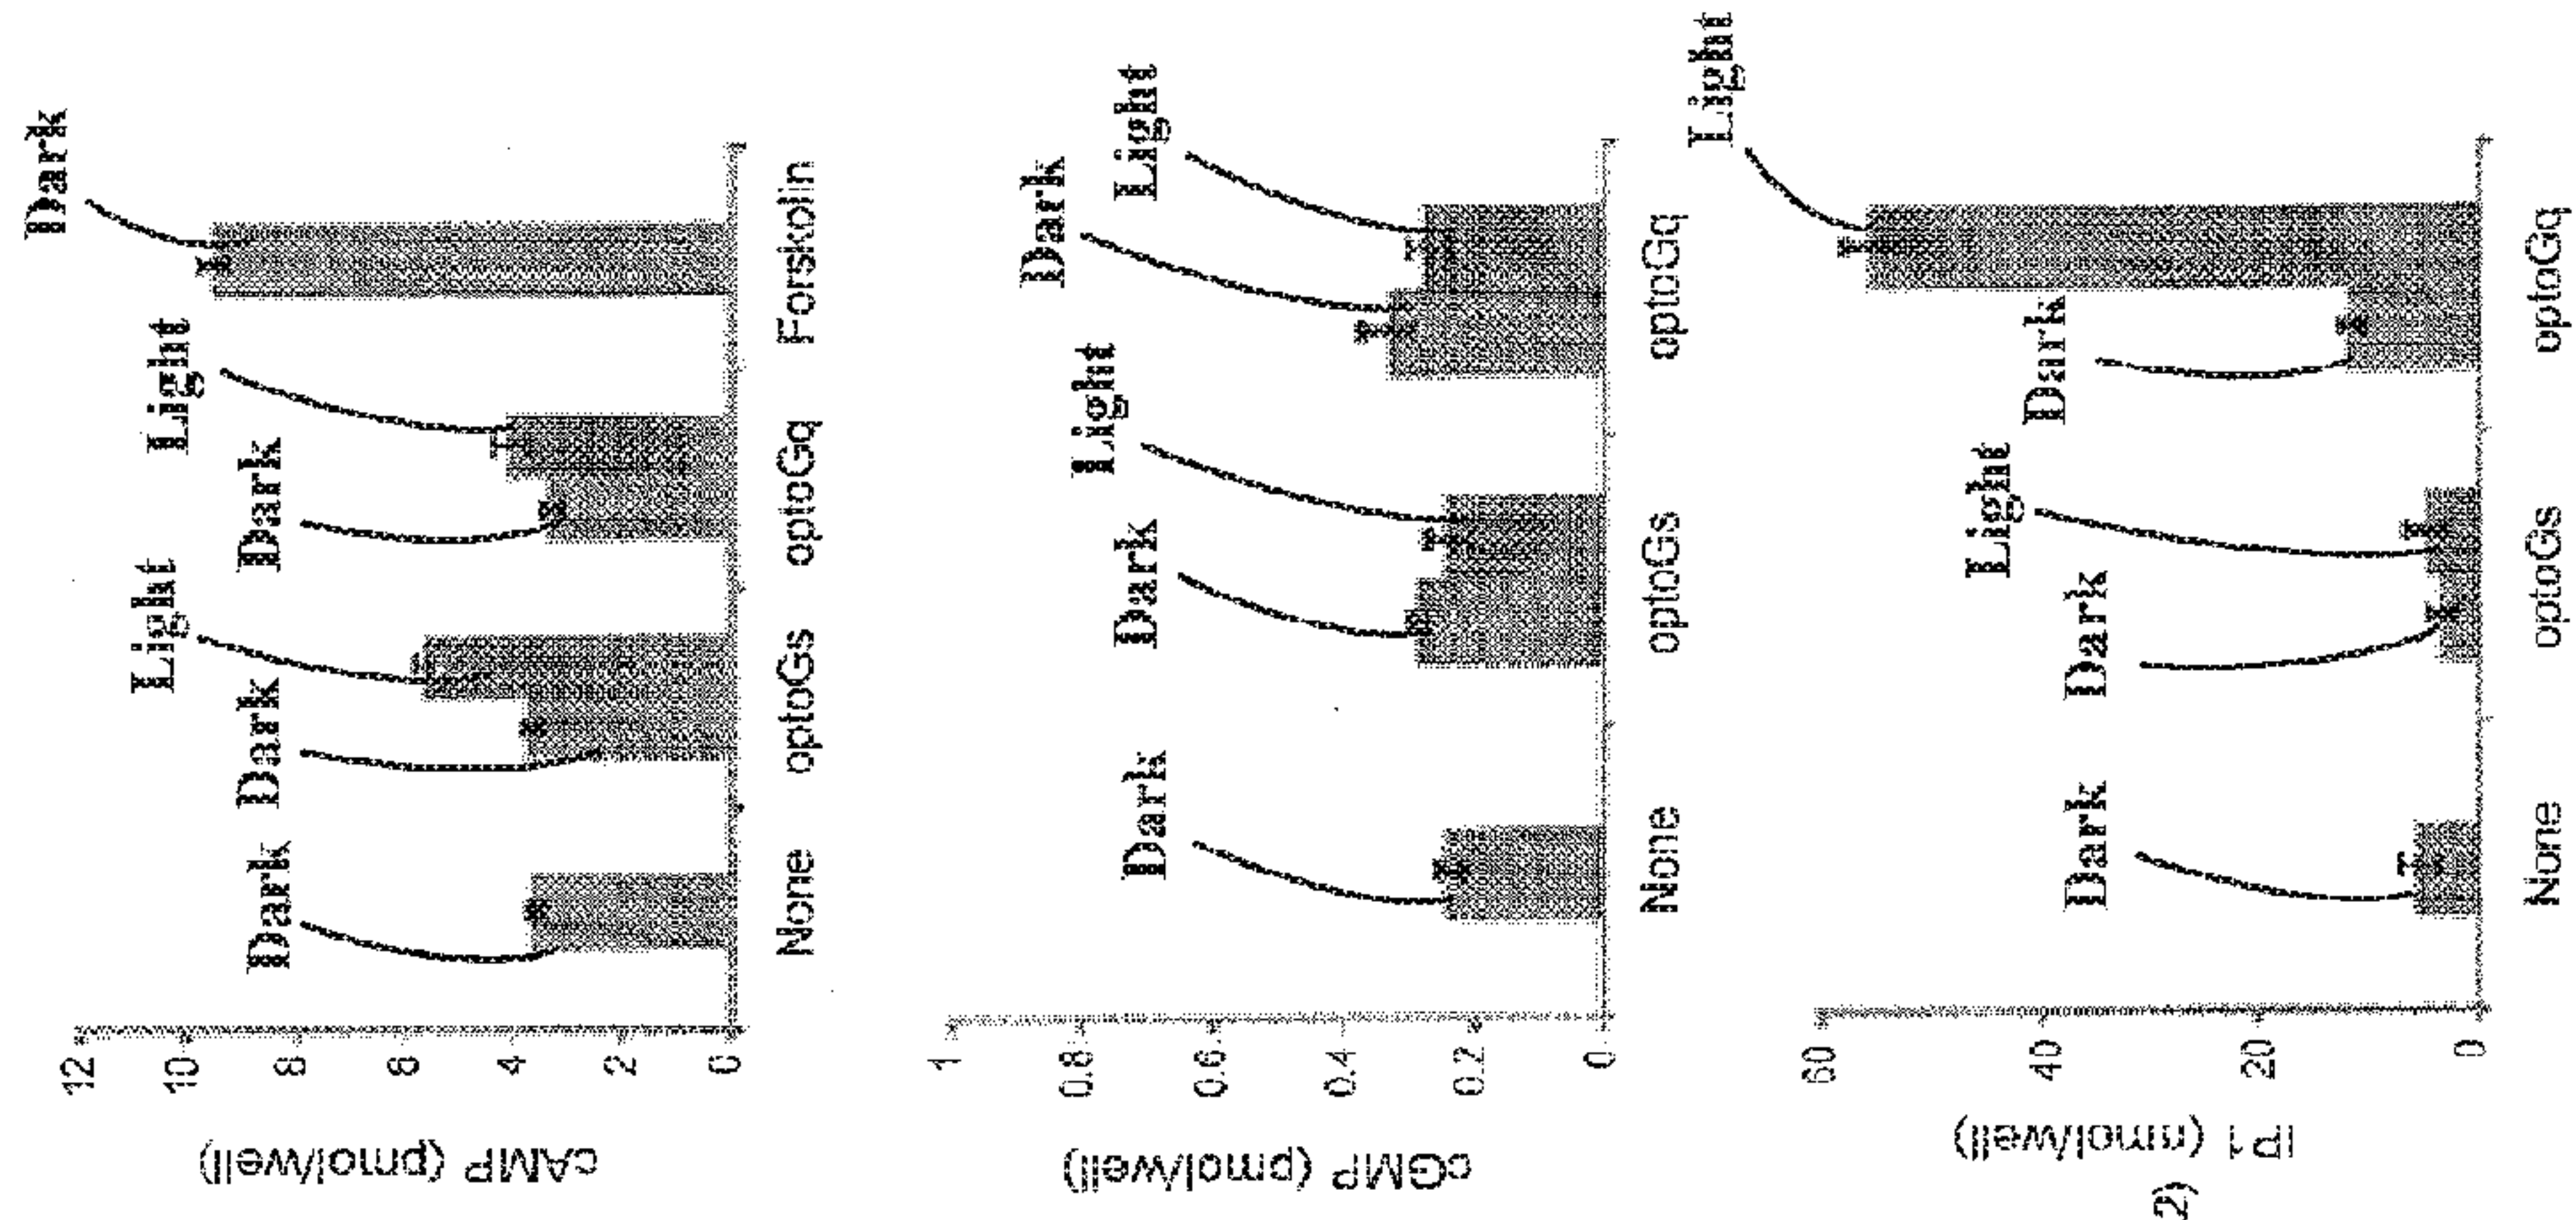 cAMP (pmol/well)
12
10
8
6
4
2
0
Dark
Dark
Light
Dark
Light
Dark
None
optoGs
optoGq
Forskolin
cGMP (pmol/well)
1
0.8
0.6
0.4
0.2
0
Dark
Dark
Light
Dark
Light
None
optoGs
optoGq
IP1 (nmol/well)
60
40
20
0
Dark
Dark
Light
Dark
Light
None
optoGs
optoGq
2)